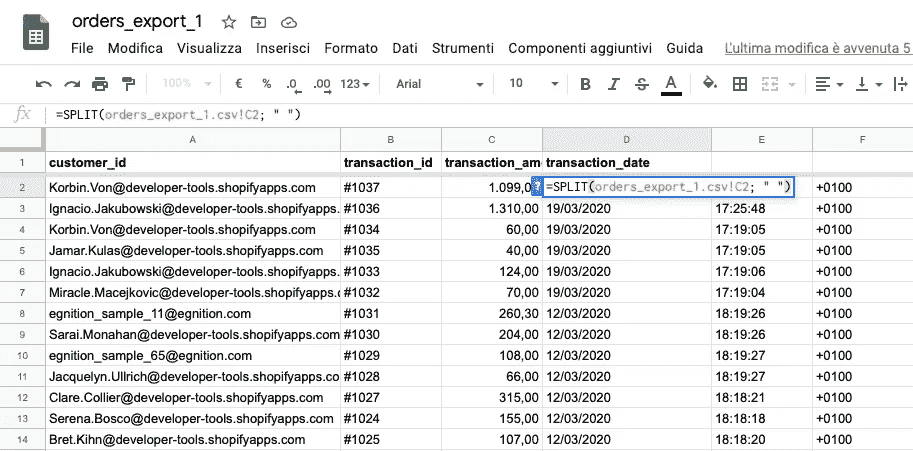 orders_export_1
File Modifica Visualizza Inserisci Formato Dati Strumenti Componenti aggiuntivi Guida L'ultima modifica è avvenuta 5
100% € % .0 .00 123 Arial 10 B I S A
fx =SPLIT(orders_export_1.csv!C2; " ")
A B C D E F
1 customer_id transaction_id transaction_am transaction_date
2 Korbin.Von@developer-tools.shopifyapps.com #1037 1.099,0 =SPLIT(orders_export_1.csv!C2; " ") +0100
3 Ignacio.Jakubowski@developer-tools.shopifyapps. #1036 1.310,00 19/03/2020 17:25:48 +0100
4 Korbin.Von@developer-tools.shopifyapps.com #1034 60,00 19/03/2020 17:19:05 +0100
5 Jamar.Kulas@developer-tools.shopifyapps.com #1035 40,00 19/03/2020 17:19:05 +0100
6 Ignacio.Jakubowski@developer-tools.shopifyapps. #1033 124,00 19/03/2020 17:19:06 +0100
7 Miracle.Macejkovic@developer-tools.shopifyapps.c #1032 70,00 19/03/2020 17:19:04 +0100
8 egnition_sample_11@egnition.com #1031 260,30 12/03/2020 18:19:26 +0100
9 Sarai.Monahan@developer-tools.shopifyapps.com #1030 204,00 12/03/2020 18:19:26 +0100
10 egnition_sample_65@egnition.com #1029 108,00 12/03/2020 18:19:27 +0100
11 Jacquelyn.Ullrich@developer-tools.shopifyapps.co #1028 66,00 12/03/2020 18:19:27 +0100
12 Clare.Collier@developer-tools.shopifyapps.com #1027 315,00 12/03/2020 18:18:21 +0100
13 Serena.Bosco@developer-tools.shopifyapps.com #1024 155,00 12/03/2020 18:18:18 +0100
14 Bret.Kihn@developer-tools.shopifyapps.com #1025 107,00 12/03/2020 18:18:20 +0100